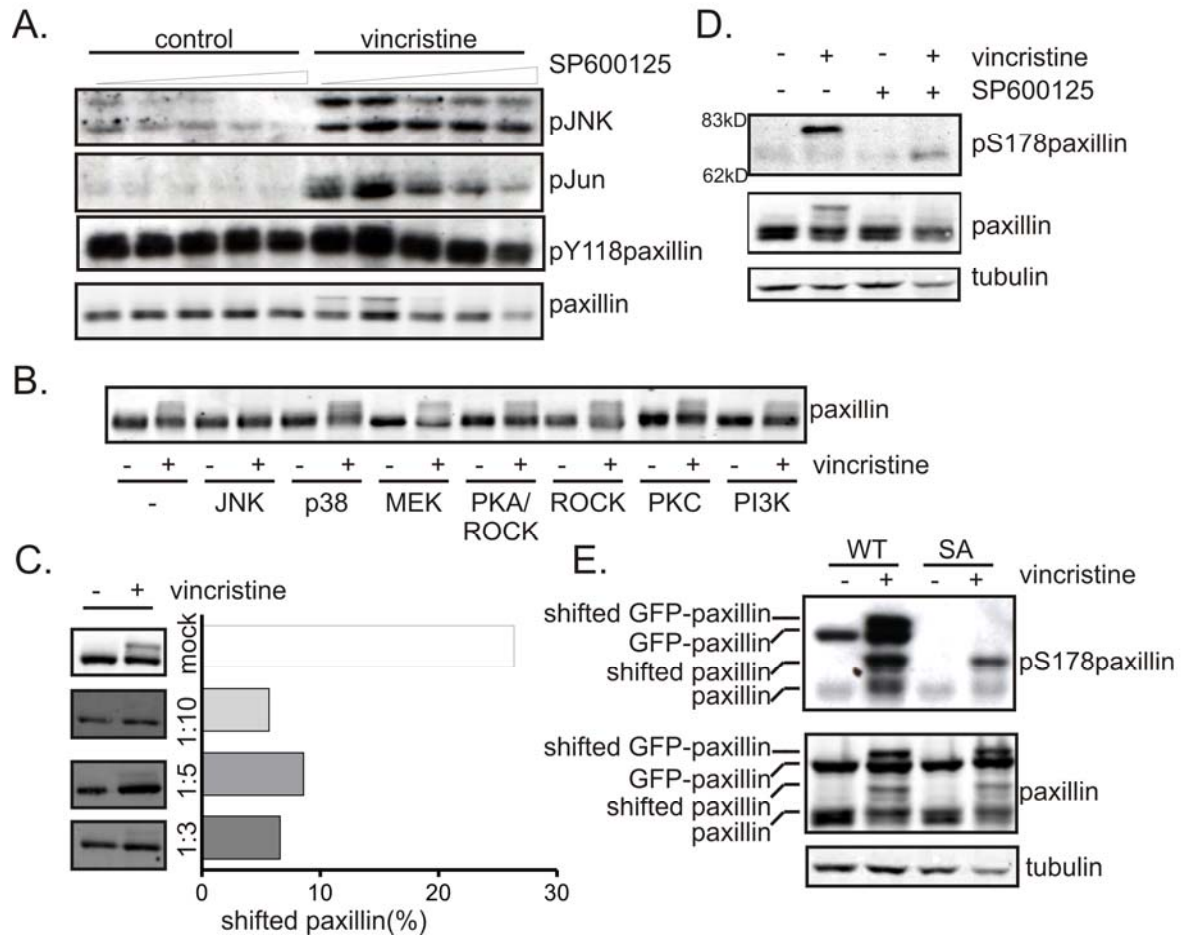 A.
control vincristine
SP600125
pJNK
pJun
pY118paxillin
paxillin
B.
paxillin
- + - + - + - + - + - + - + - + vincristine
- JNK p38 MEK PKA/ ROCK PKC PI3K
ROCK
C.
- + vincristine
mock
1:10
1:5
1:3
0 10 20 30
shifted paxillin(%)
D.
- + - + vincristine
- - + + SP600125
83kD
pS178paxillin
62kD
paxillin
tubulin
E.
WT SA
- + - + vincristine
shifted GFP-paxillin
GFP-paxillin
shifted paxillin
paxillin
pS178paxillin
shifted GFP-paxillin
GFP-paxillin
shifted paxillin
paxillin
paxillin
tubulin